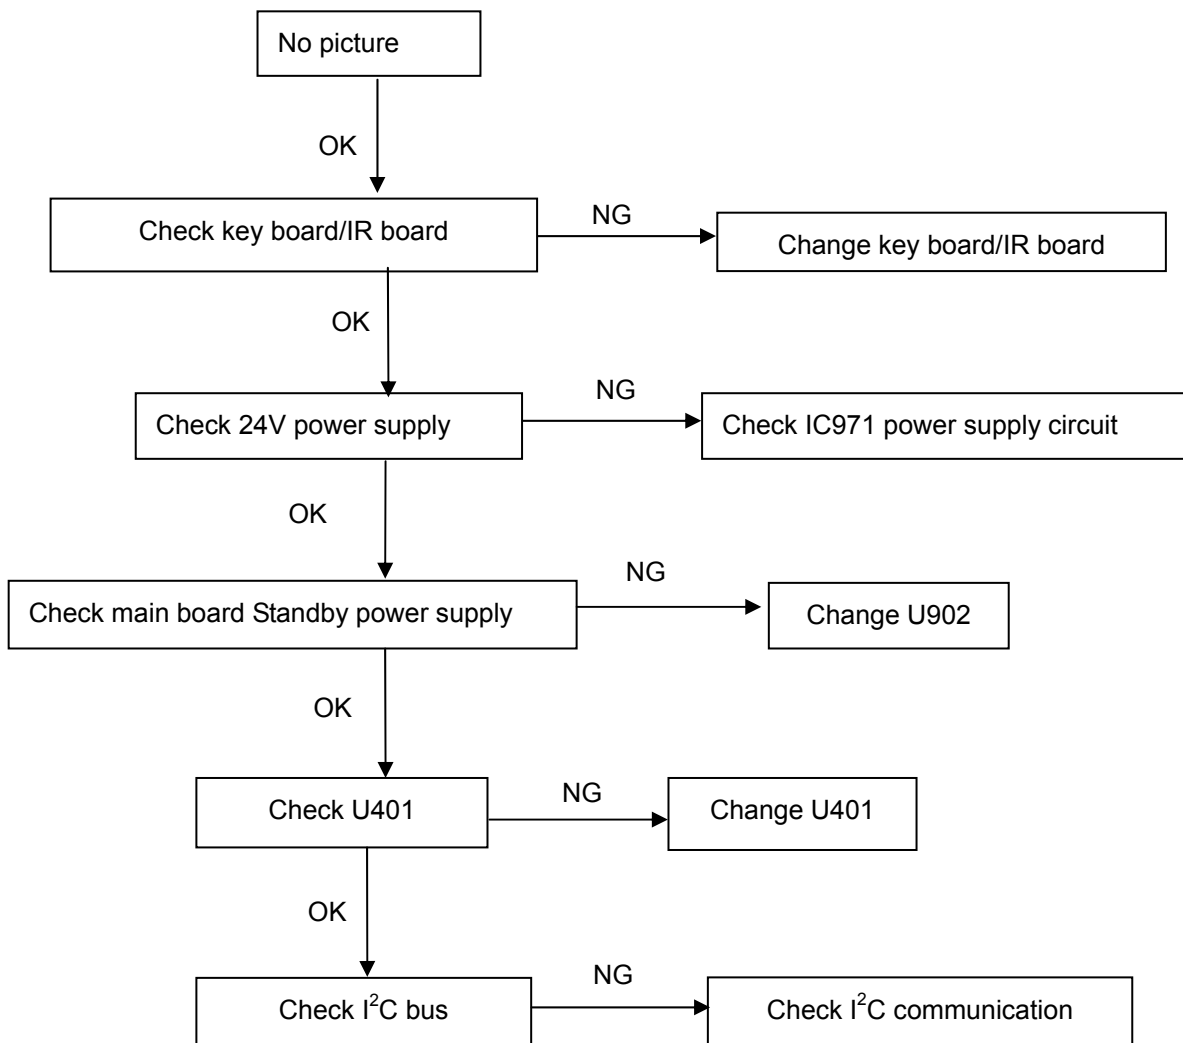 No picture
OK
Check key board/IR board
NG
Change key board/IR board
OK
Check 24V power supply
NG
Check IC971 power supply circuit
OK
Check main board Standby power supply
NG
Change U902
OK
Check U401
NG
Change U401
OK
Check I²C bus
NG
Check I²C communication